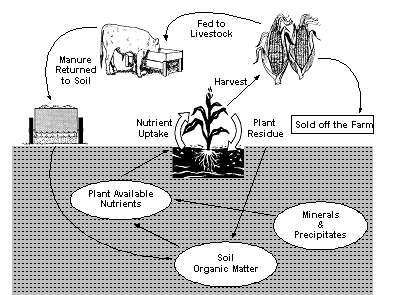 Fed to
Livestock
Manure
Returned
to Soil
Harvest
Nutrient
Uptake
Plant
Residue
Sold off the Farm
Plant Available
Nutrients
Minerals
&
Precipitates
Soil
Organic Matter